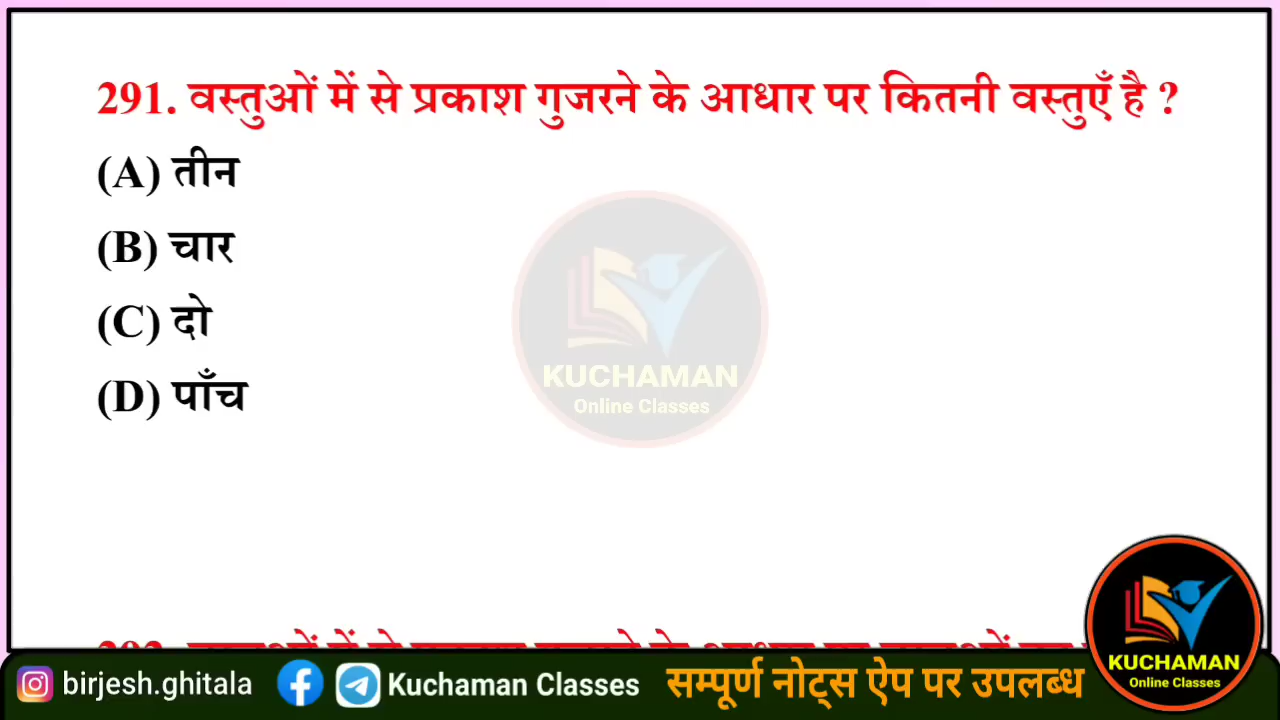 291. वस्तुओं में से प्रकाश गुजरने के आधार पर कितनी वस्तुएँ है ?
(A) तीन
(B) चार
(C) दो
(D) पाँच
KUCHAMAN
Online Classes
birjesh.ghitala
Kuchaman Classes
सम्पूर्ण नोट्स ऐप पर उपलब्ध
KUCHAMAN
Online Classes